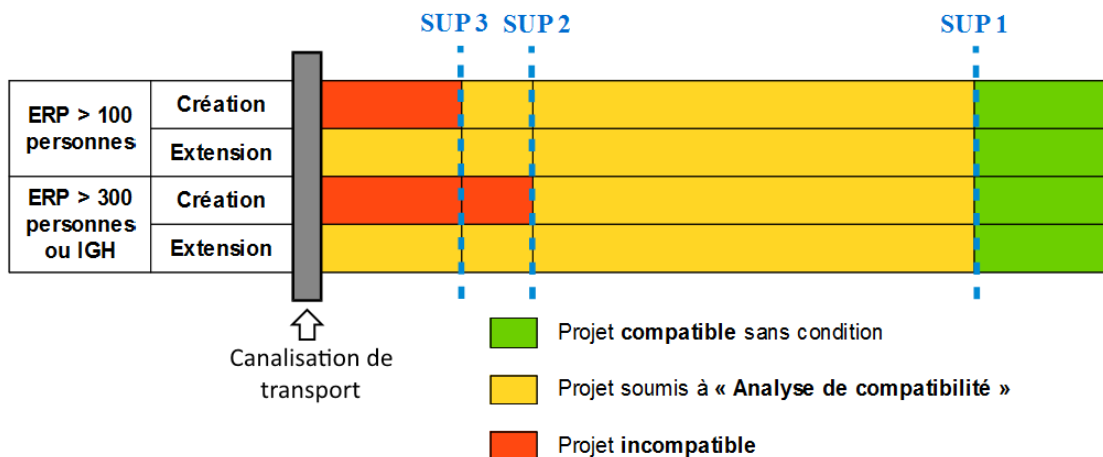 SUP 3 SUP 2 SUP 1
ERP > 100
personnes
Création
Extension
ERP > 300
personnes
ou IGH
Création
Extension
Canalisation de
transport
Projet compatible sans condition
Projet soumis à « Analyse de compatibilité »
Projet incompatible